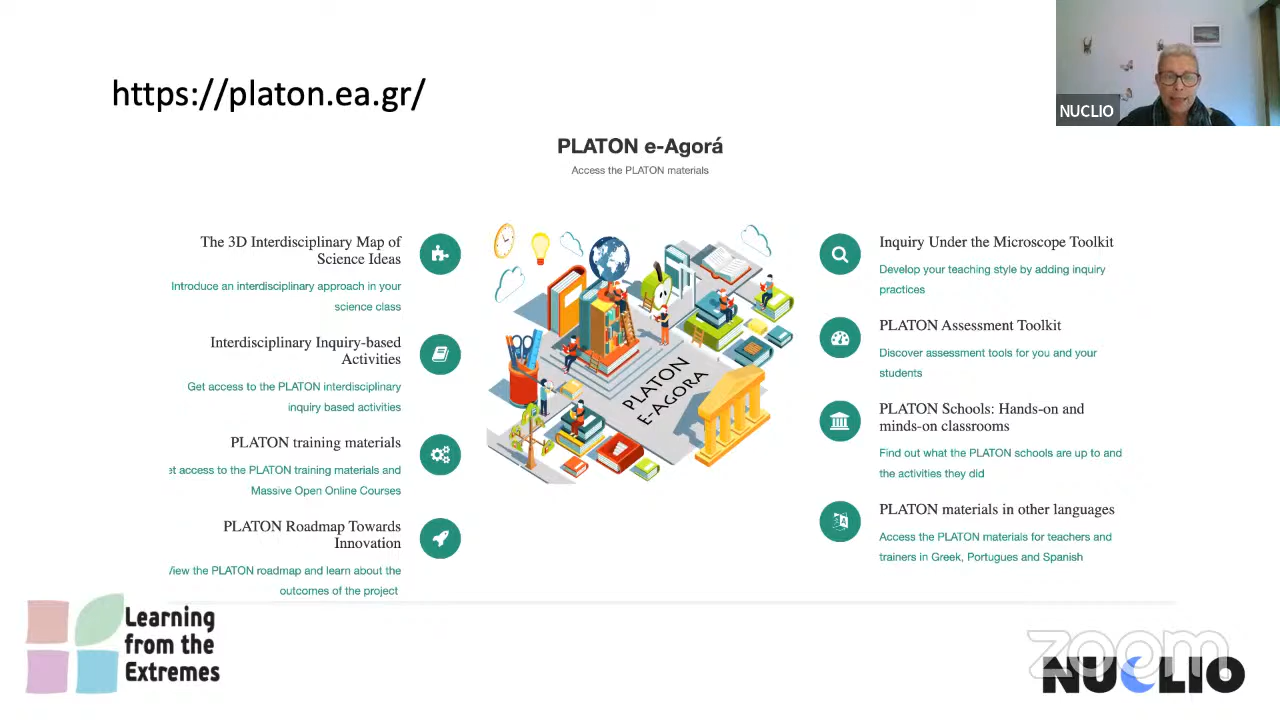 https://platon.ea.gr/
NUCLIO
PLATON e-Agorá
Access the PLATON materials
The 3D Interdisciplinary Map of
Science Ideas
Introduce an interdisciplinary approach in your
science class
Interdisciplinary Inquiry-based
Activities
Get access to the PLATON interdisciplinary
inquiry based activities
PLATON training materials
et access to the PLATON training materials and
Massive Open Online Courses
PLATON Roadmap Towards
Innovation
View the PLATON roadmap and learn about the
outcomes of the project
PLATON
E-AGORA
Inquiry Under the Microscope Toolkit
Develop your teaching style by adding inquiry
practices
PLATON Assessment Toolkit
Discover assessment tools for you and your
students
PLATON Schools: Hands-on and
minds-on classrooms
Find out what the PLATON schools are up to and
the activities they did
PLATON materials in other languages
Access the PLATON materials for teachers and
trainers in Greek, Portugues and Spanish
Learning
from the
Extremes
zoom
NUCLIO